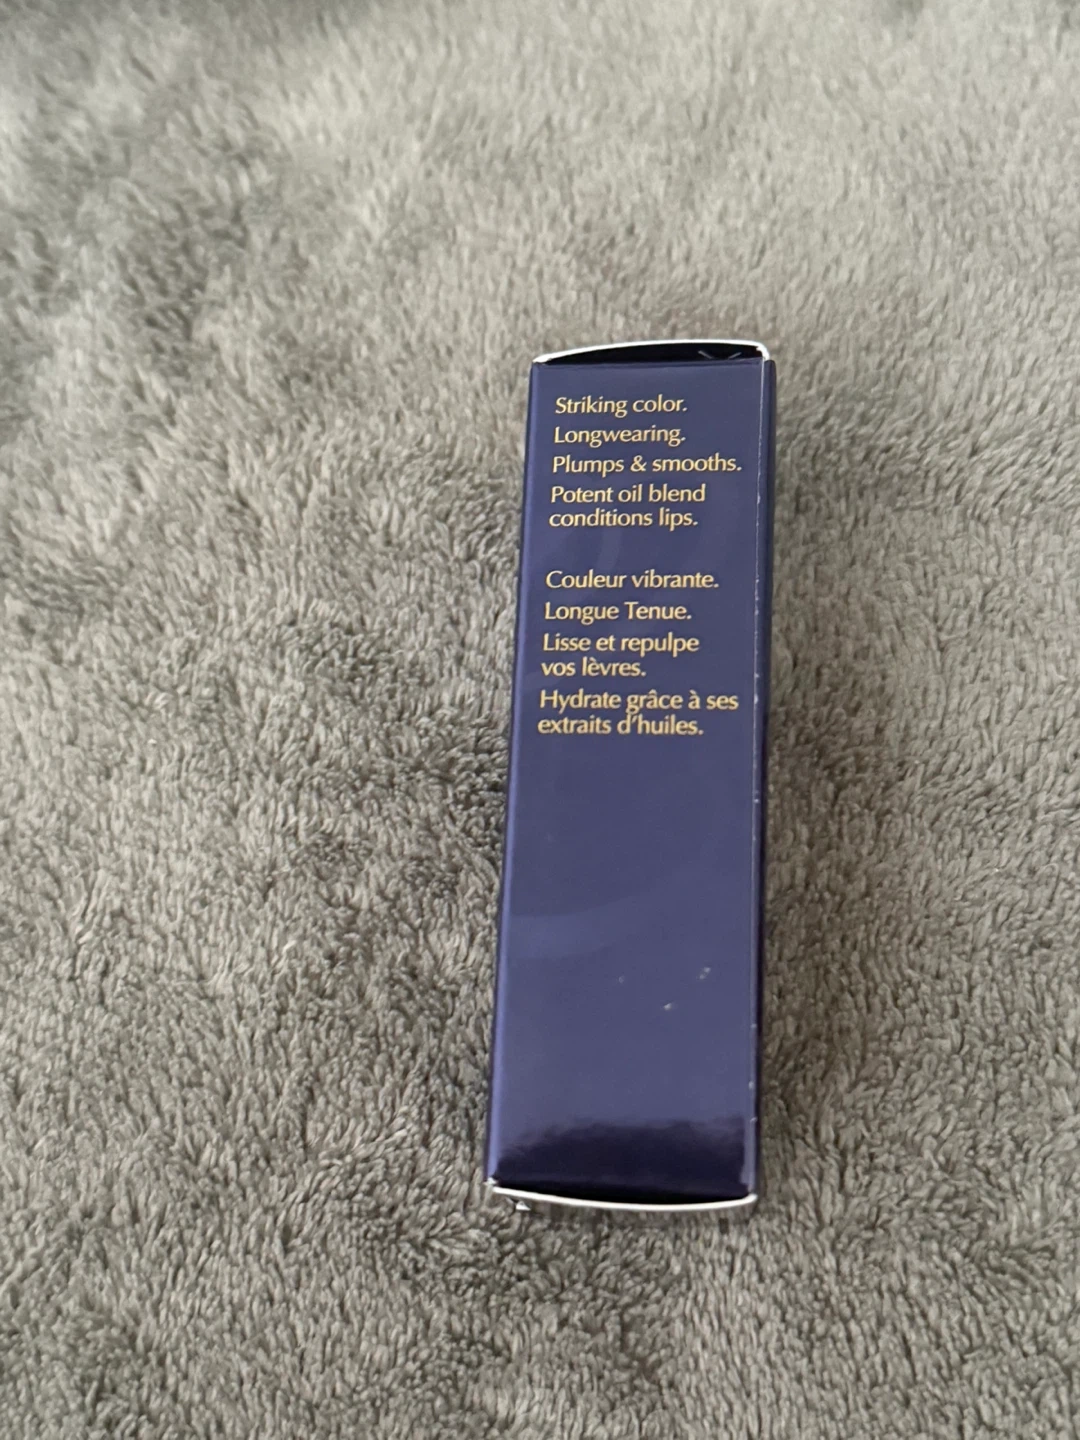 Striking color.
Longwearing.
Plumps & smooths.
Potent oil blend
conditions lips.
Couleur vibrante.
Longue Tenue.
Lisse et repulpe
vos lèvres.
Hydrate grâce à ses
extraits d'huiles.